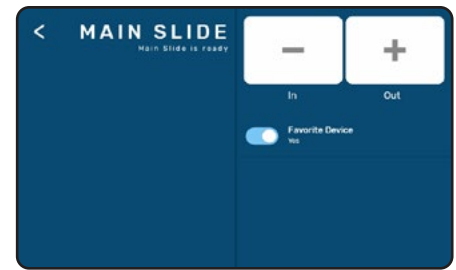 MAIN SLIDE
Main Slide is ready
In
Out
Favorite Device
Yes